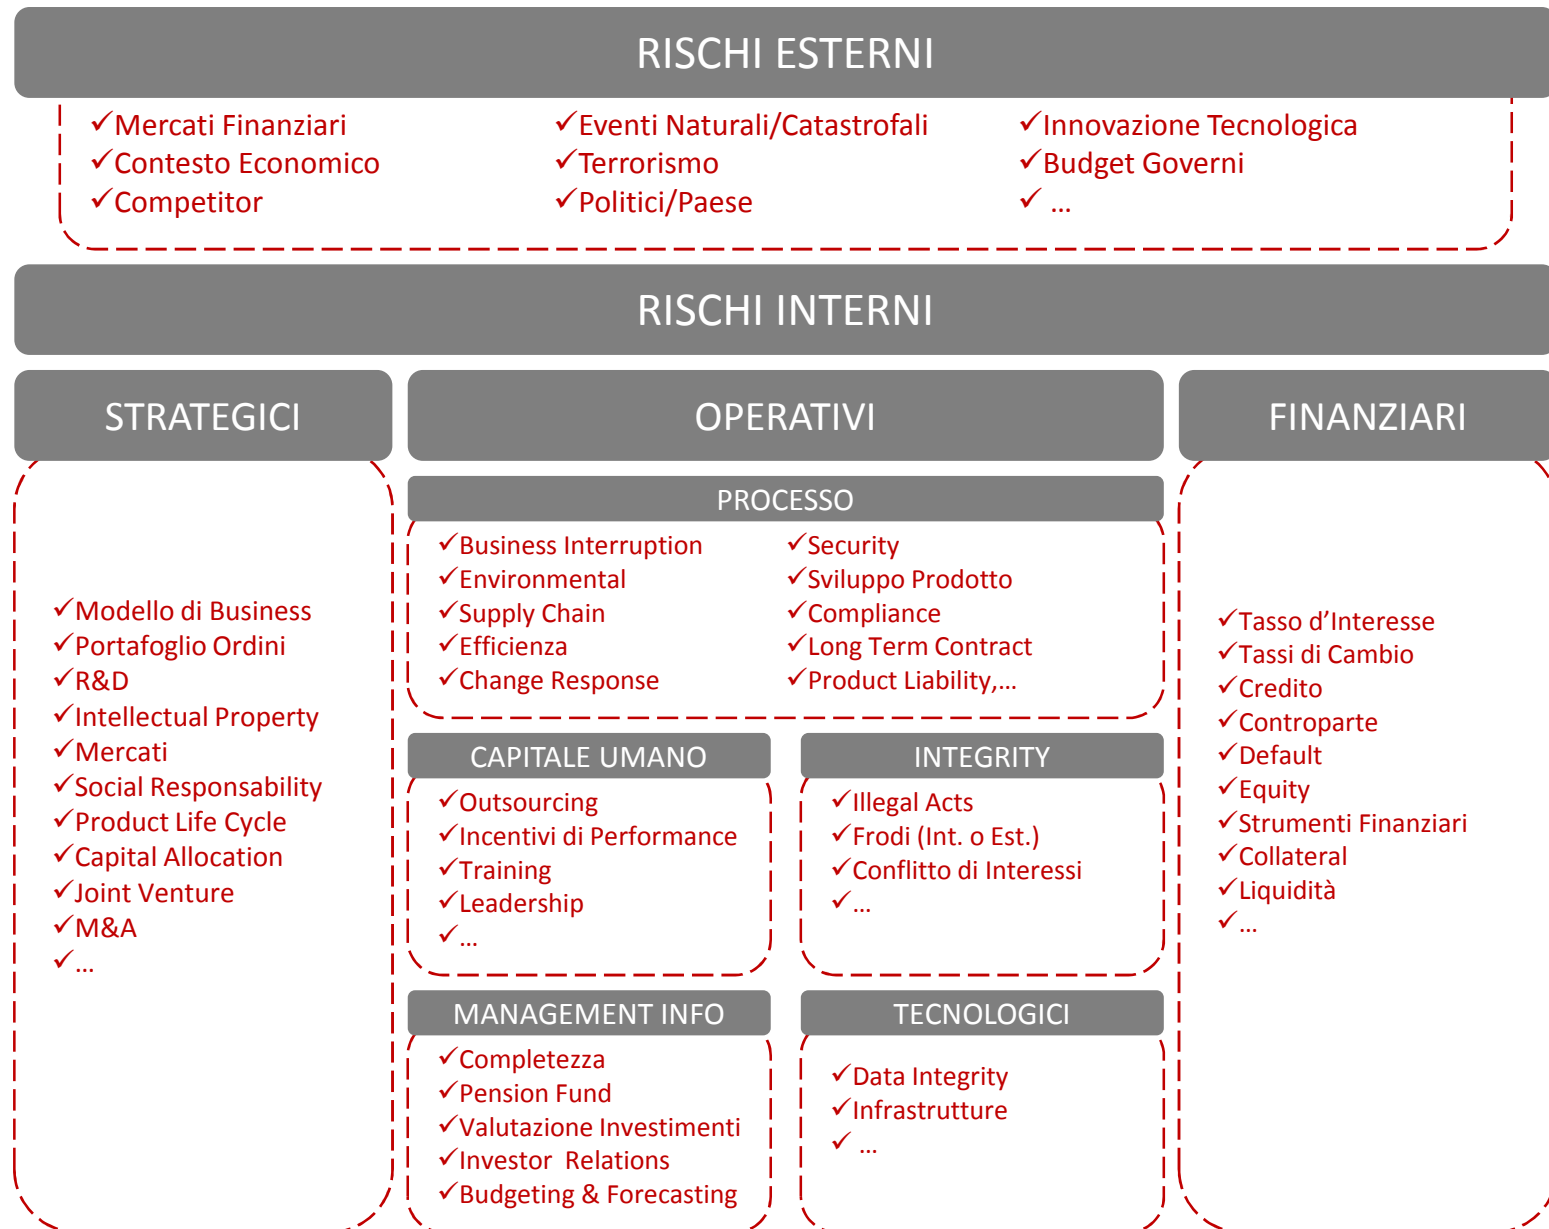 RISCHI ESTERNI
✓Mercati Finanziari
✓Contesto Economico
✓Competitor
✓Eventi Naturali/Catastrofali
✓Terrorismo
✓Politici/Paese
✓Innovazione Tecnologica
✓Budget Governi
✓ ...
RISCHI INTERNI
STRATEGICI
✓Modello di Business
✓Portafoglio Ordini
✓R&D
✓Intellectual Property
✓Mercati
✓Social Responsability
✓Product Life Cycle
✓Capital Allocation
✓Joint Venture
✓M&A
✓...
OPERATIVI
PROCESSO
✓Business Interruption
✓Environmental
✓Supply Chain
✓Efficienza
✓Change Response
✓Security
✓Sviluppo Prodotto
✓Compliance
✓Long Term Contract
✓Product Liability,...
CAPITALE UMANO
✓Outsourcing
✓Incentivi di Performance
✓Training
✓Leadership
✓...
INTEGRITY
✓Illegal Acts
✓Frodi (Int. o Est.)
✓Conflitto di Interessi
✓...
MANAGEMENT INFO
✓Completezza
✓Pension Fund
✓Valutazione Investimenti
✓Investor Relations
✓Budgeting & Forecasting
TECNOLOGICI
✓Data Integrity
✓Infrastrutture
✓ ...
FINANZIARI
✓Tasso d’Interesse
✓Tassi di Cambio
✓Credito
✓Controparte
✓Default
✓Equity
✓Strumenti Finanziari
✓Collateral
✓Liquidità
✓...